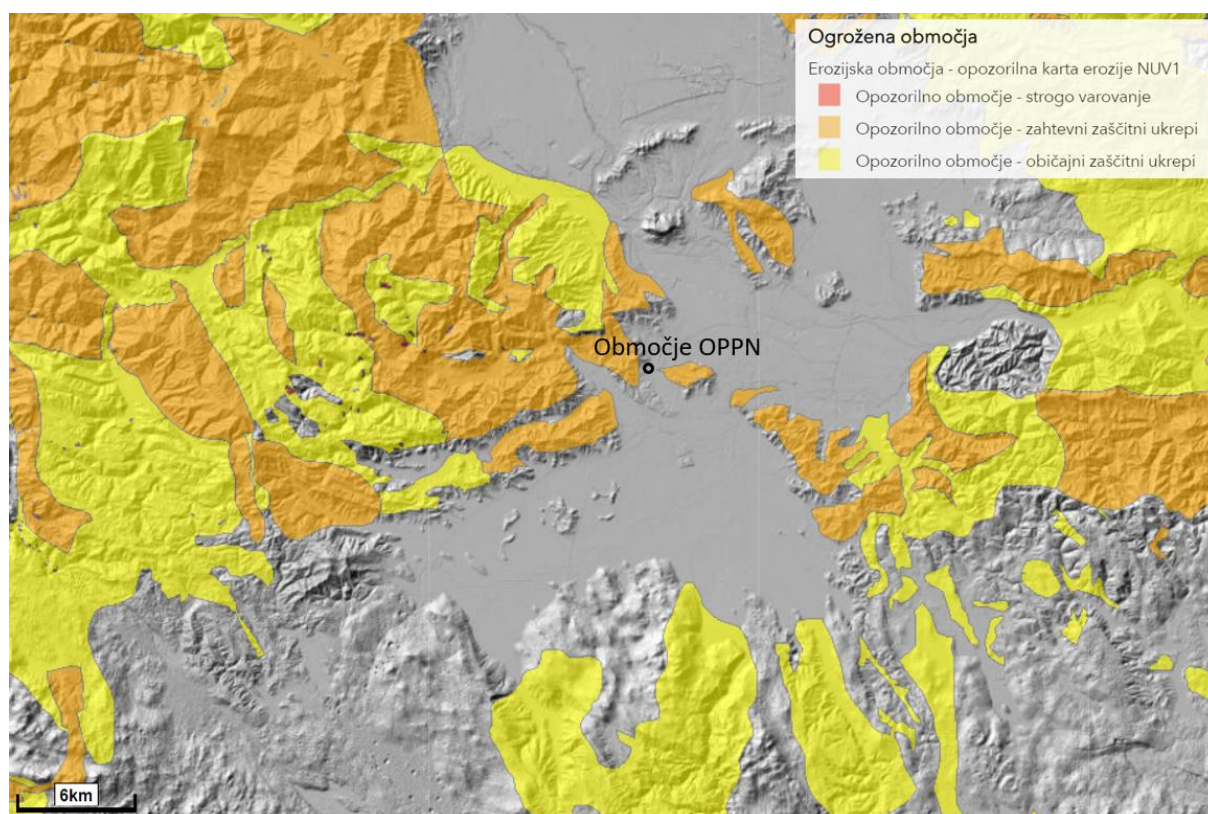 Ogrožena območja
Erozijska območja - opozorilna karta erozije NUV1
Opozorilno območje - strogo varovanje
Opozorilno območje - zahtevni zaščitni ukrepi
Opozorilno območje - običajni zaščitni ukrepi
Območje OPPN
6km